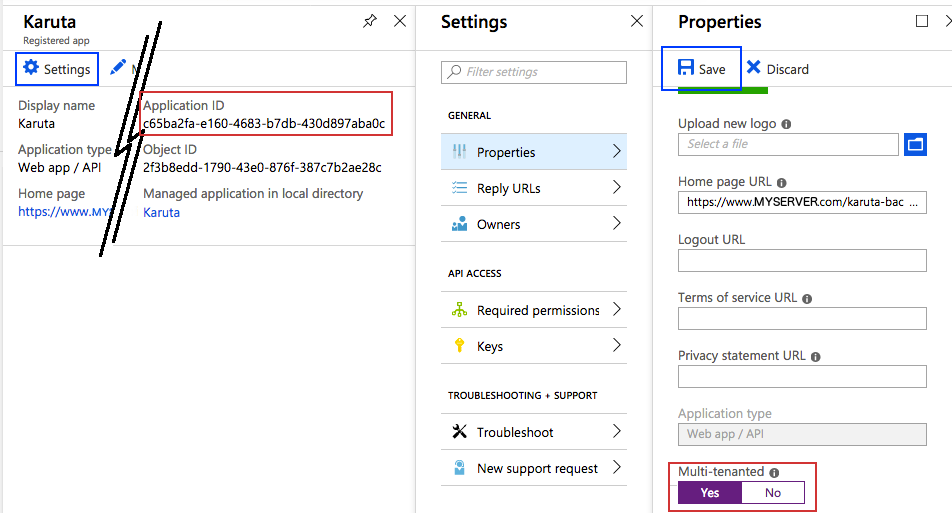 Karuta
Registered app
Settings
Display name
Karuta
Application type
Web app / API
Home page
https://www.MYS
Application ID
c65ba2fa-e160-4683-b7db-430d897aba0c
Object ID
2f3b8edd-1790-43e0-876f-387c7b2ae28c
Managed application in local directory
Karuta
Settings
Filter settings
GENERAL
Properties
Reply URLs
Owners
API ACCESS
Required permissions
Keys
TROUBLESHOOTING + SUPPORT
Troubleshoot
New support request
Properties
Save
Discard
Upload new logo
Select a file
Home page URL
https://www.MYSERVER.com/karuta-bac ...
Logout URL
Terms of service URL
Privacy statement URL
Application type
Web app / API
Multi-tenanted
Yes
No